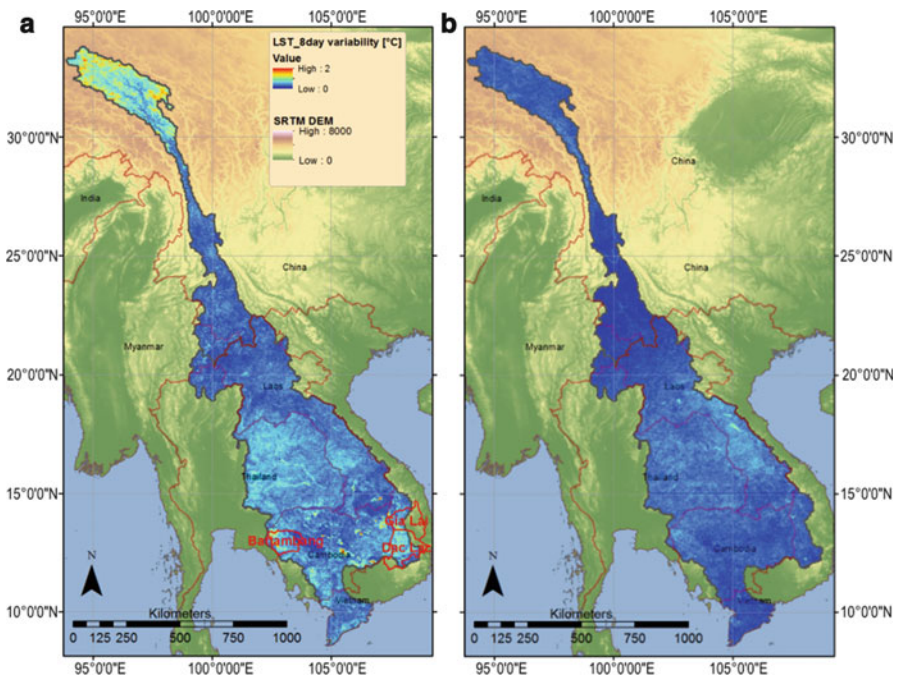 a
95°0'0"E 100°0'0"E 105°0'0"E
b
95°0'0"E 100°0'0"E 105°0'0"E
LST_8day variability [°C]
Value
High : 2
Low : 0
SRTM DEM
High : 8000
Low : 0
30°0'0"N
25°0'0"N
20°0'0"N
15°0'0"N
10°0'0"N
India
China
Myanmar
Laos
Thailand
Gia Lai
Battambang
Dac Lac
Cambodia
Vietnam
N
Kilometers
0 125 250 500 750 1000
95°0'0"E 100°0'0"E 105°0'0"E
China
India
China
Myanmar
Laos
Thailand
Cambodia
Vietnam
N
Kilometers
0 125 250 500 750 1000
30°0'0"N
25°0'0"N
20°0'0"N
15°0'0"N
10°0'0"N
95°0'0"E 100°0'0"E 105°0'0"E